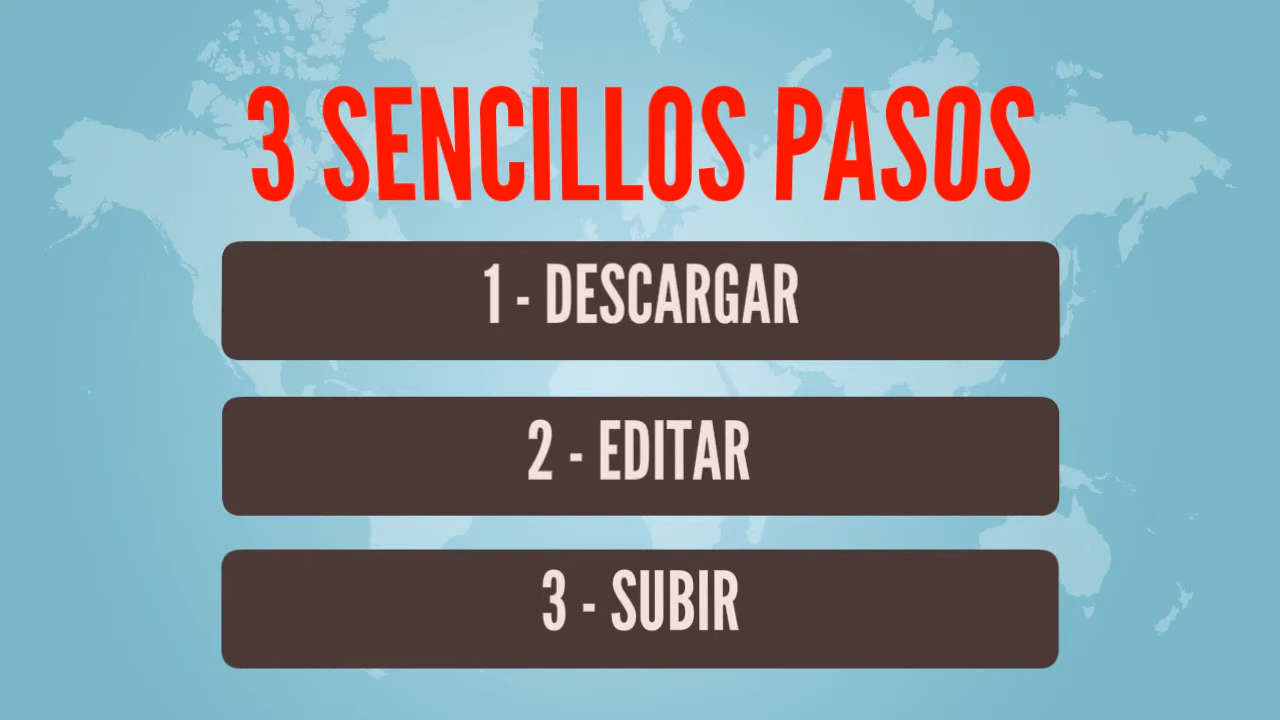 3 SENCILLOS PASOS
1 - DESCARGAR
2 - EDITAR
3 - SUBIR